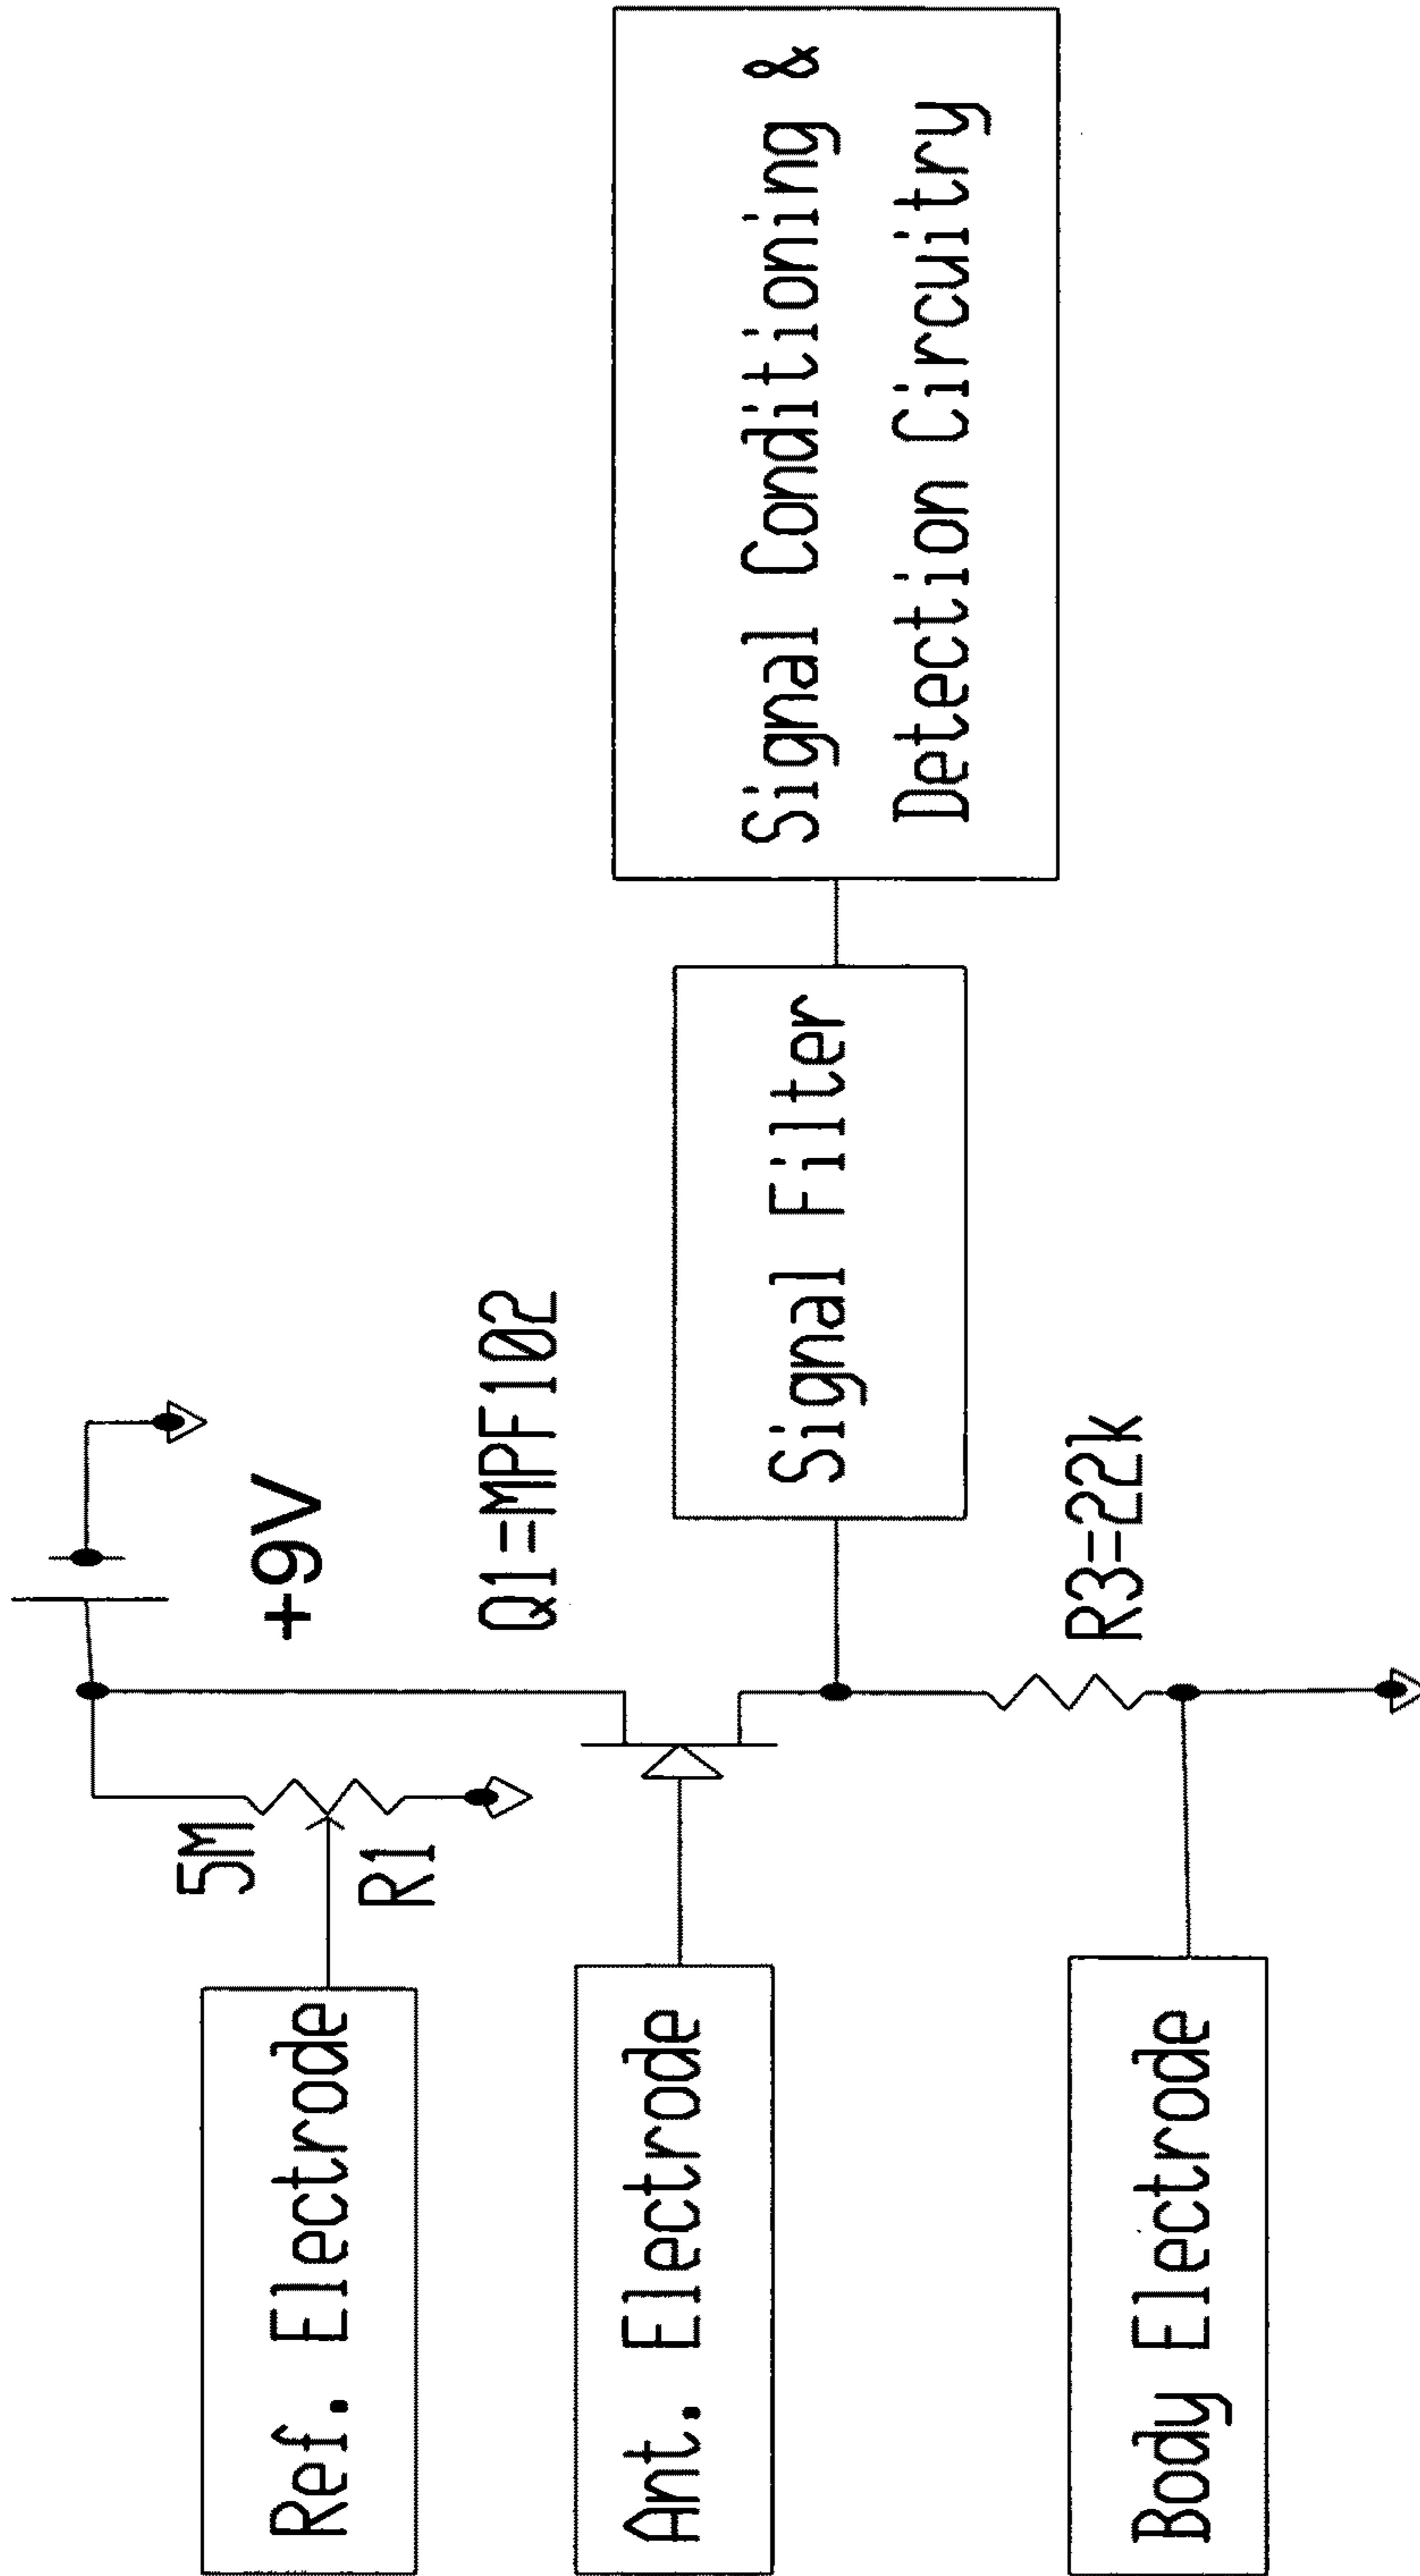 Ref. Electrode
5M
R1
+9V
Ant. Electrode
Q1=MPF102
Signal Filter
Signal Conditioning &
Detection Circuitry
Body Electrode
R3=22k